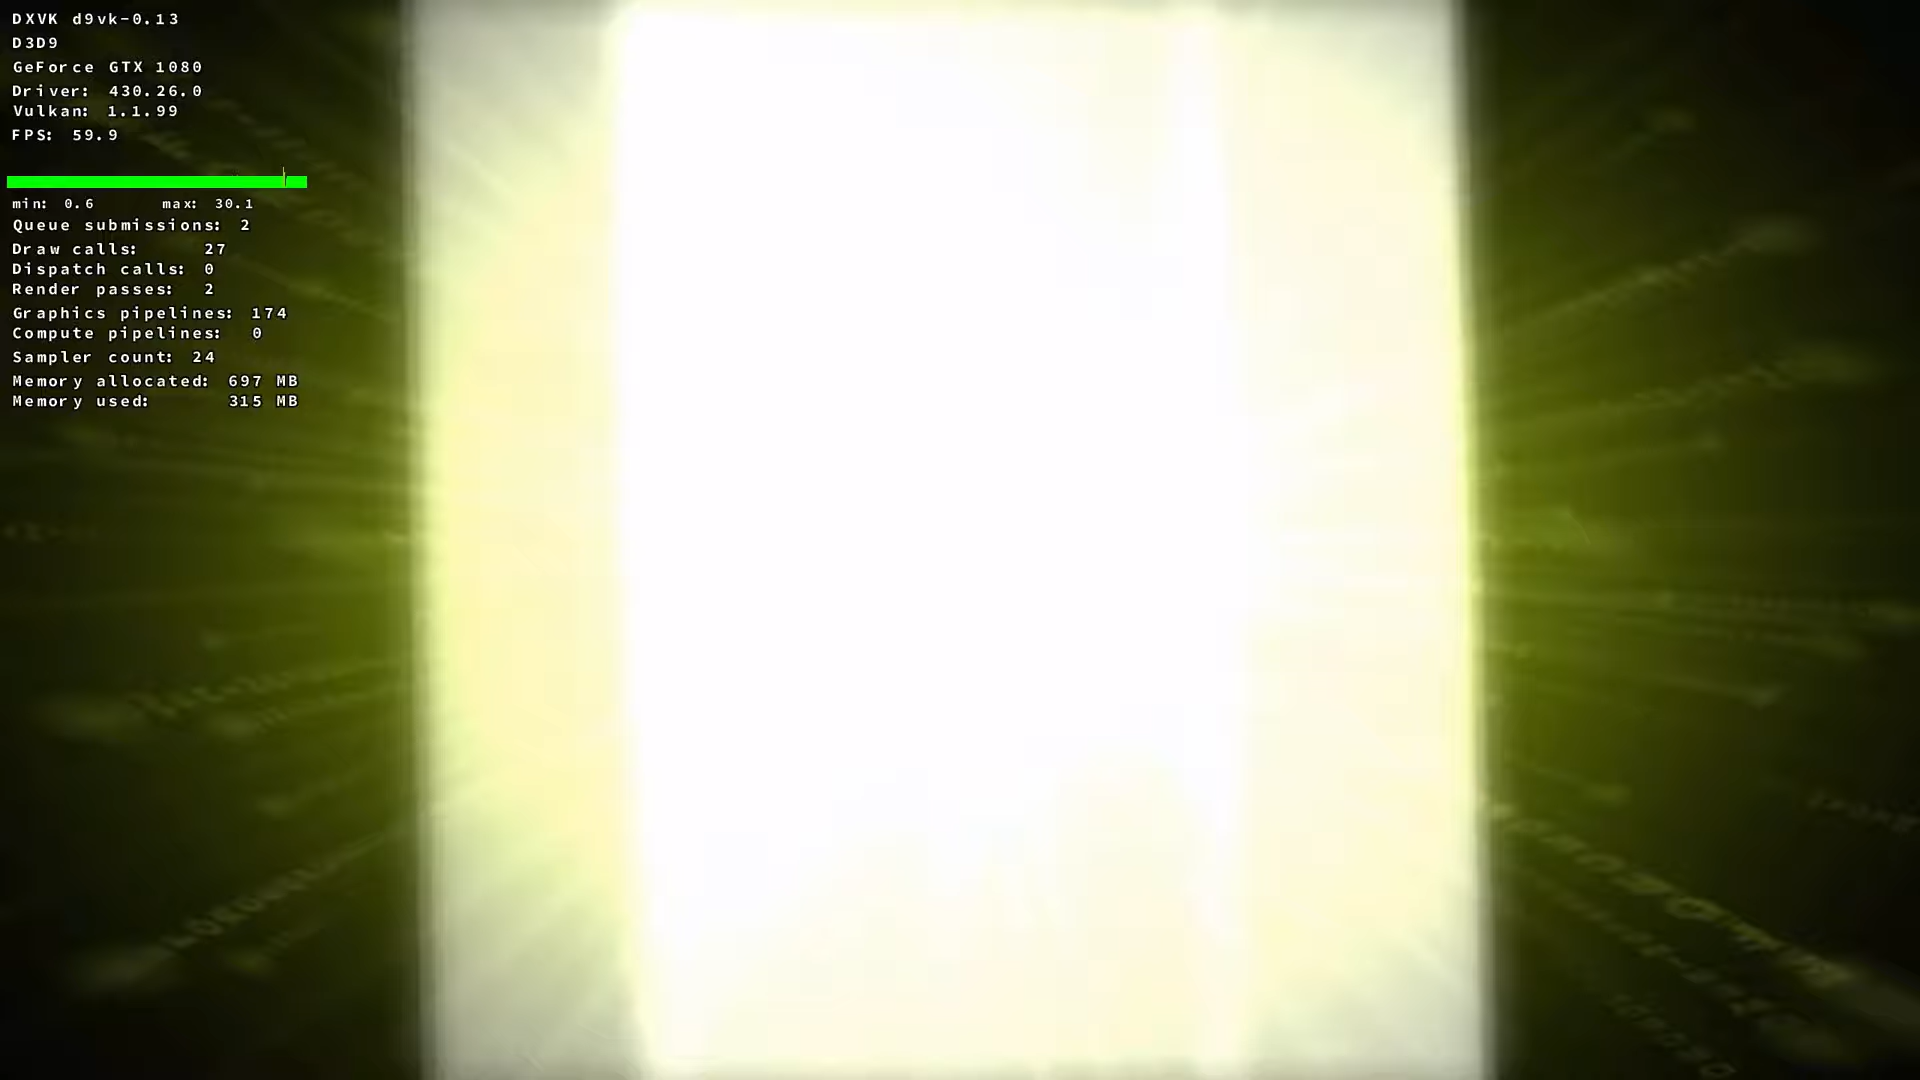 DXVK d9vk-0.13
D3D9
GeForce GTX 1080
Driver: 430.26.0
Vulkan: 1.1.99
FPS: 59.9
min: 0.6 max: 30.1
Queue submissions: 2
Draw calls: 27
Dispatch calls: 0
Render passes: 2
Graphics pipelines: 174
Compute pipelines: 0
Sampler count: 24
Memory allocated: 697 MB
Memory used: 315 MB